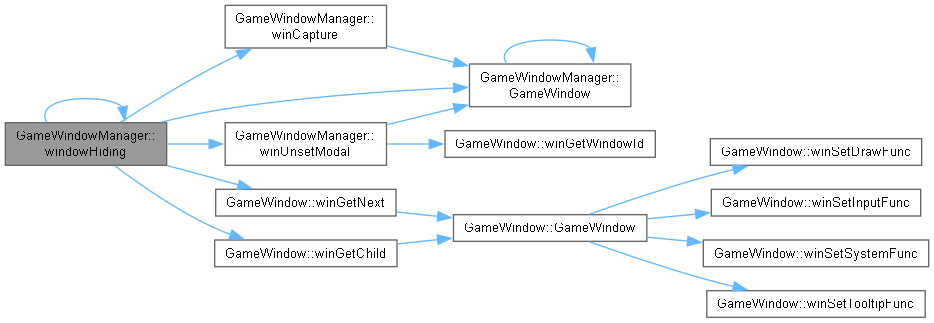 GameWindowManager::
winCapture
GameWindowManager::
GameWindow
GameWindowManager::
windowHiding
GameWindowManager::
winUnsetModal
GameWindow::winGetWindowId
GameWindow::winSetDrawFunc
GameWindow::winGetNext
GameWindow::winSetInputFunc
GameWindow::GameWindow
GameWindow::winGetChild
GameWindow::winSetSystemFunc
GameWindow::winSetTooltipFunc